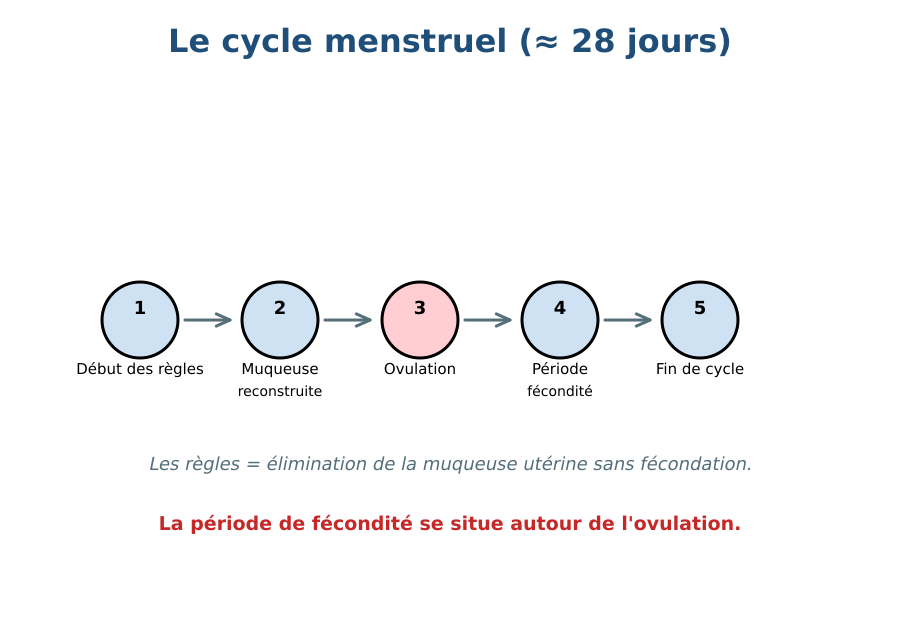 Le cycle menstruel (≈ 28 jours)
1
2
3
4
5
Début des règles
Muqueuse
reconstruite
Ovulation
Période
fécondité
Fin de cycle
Les règles = élimination de la muqueuse utérine sans fécondation.
La période de fécondité se situe autour de l'ovulation.